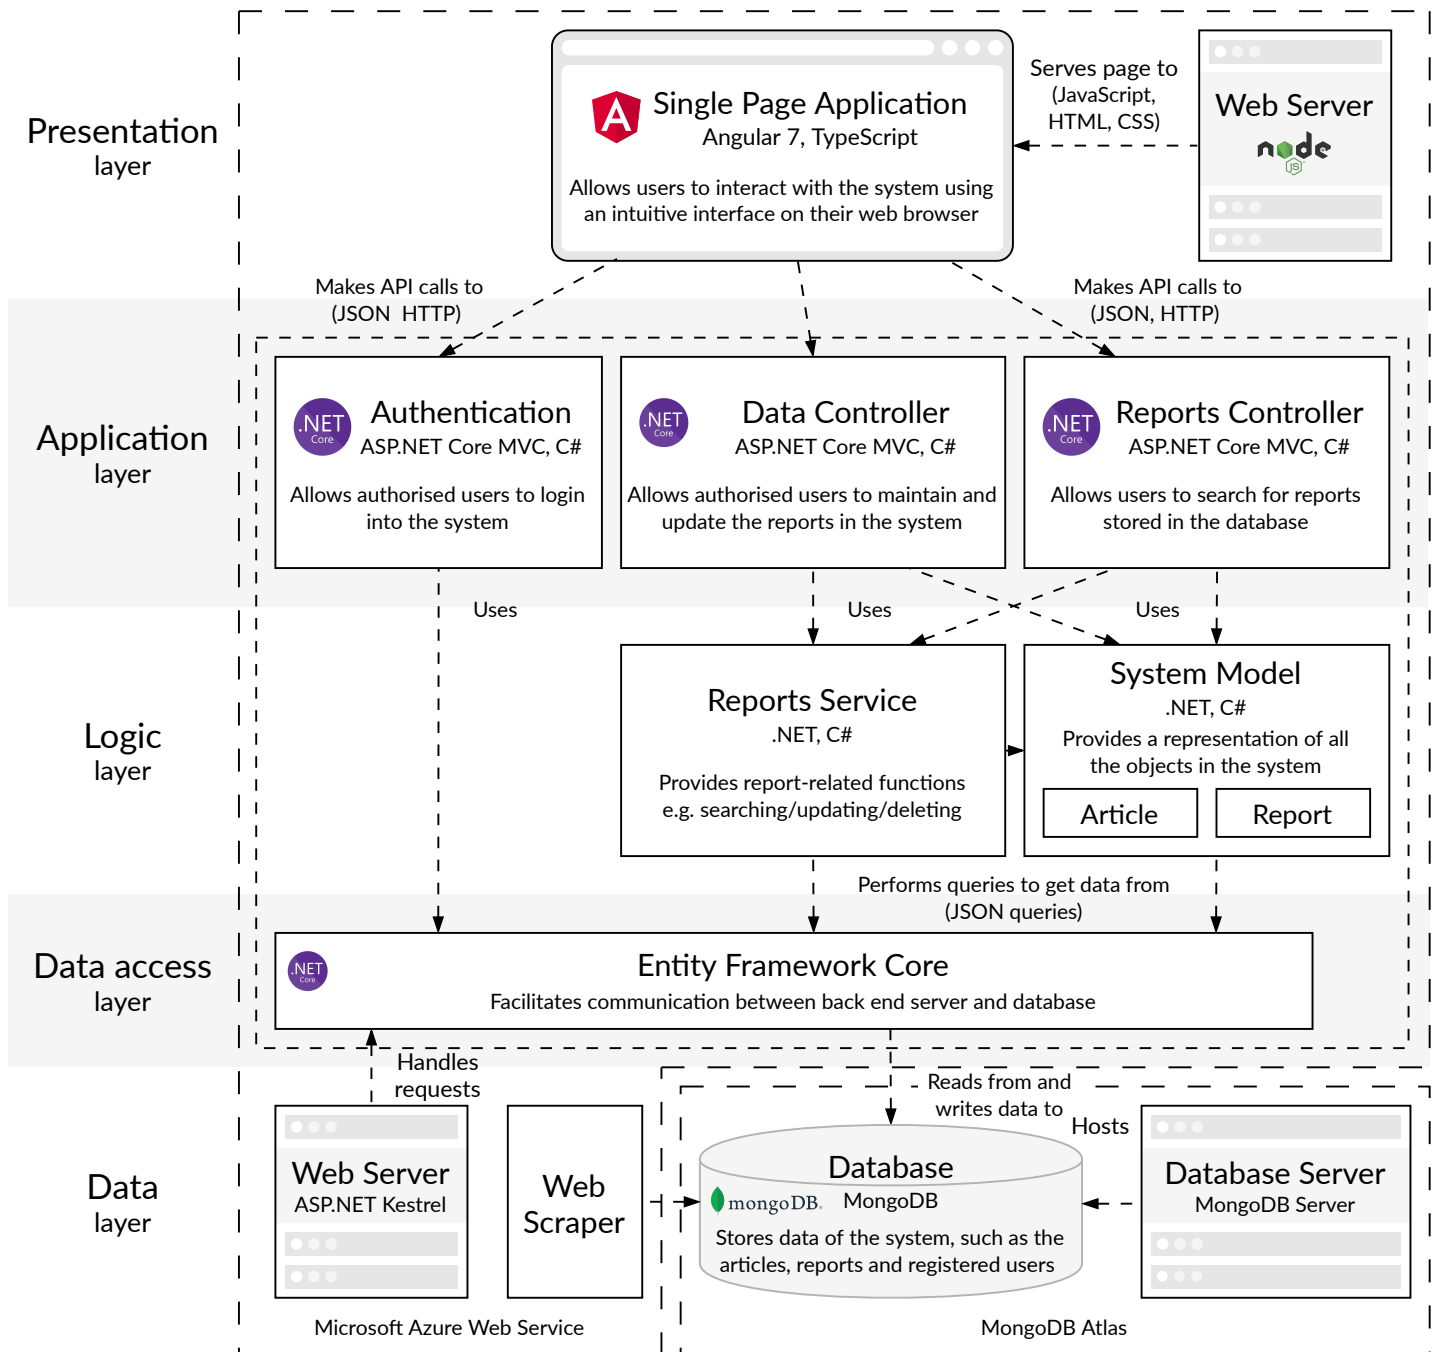 Presentation
layer
Single Page Application
Angular 7, TypeScript
Allows users to interact with the system using
an intuitive interface on their web browser
Serves page to
(JavaScript,
HTML, CSS)
Web Server
node
JS
Makes API calls to
(JSON  HTTP)
Makes API calls to
(JSON, HTTP)
Application
layer
.NET
Core
Authentication
ASP.NET Core MVC, C#
Allows authorised users to login
into the system
.NET
Core
Data Controller
ASP.NET Core MVC, C#
Allows authorised users to maintain and
update the reports in the system
.NET
Core
Reports Controller
ASP.NET Core MVC, C#
Allows users to search for reports
stored in the database
Uses
Uses
Uses
Logic
layer
Reports Service
.NET, C#
Provides report-related functions
e.g. searching/updating/deleting
System Model
.NET, C#
Provides a representation of all
the objects in the system
Article
Report
Performs queries to get data from
(JSON queries)
Data access
layer
.NET
Core
Entity Framework Core
Facilitates communication between back end server and database
Handles
requests
Reads from and
writes data to
Hosts
Data
layer
Web Server
ASP.NET Kestrel
Web
Scraper
Database
mongoDB.
MongoDB
Stores data of the system, such as the
articles, reports and registered users
Database Server
MongoDB Server
Microsoft Azure Web Service
MongoDB Atlas